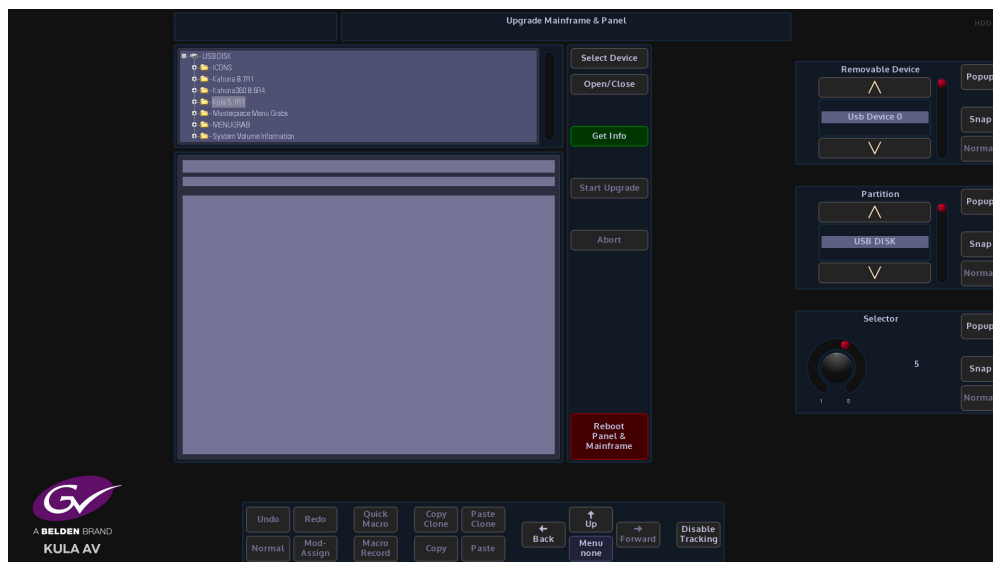 Upgrade Mainframe & Panel
HDD
USB DISK
ICONS
Kahuna 8.7R1
Kahuna360 8.6R4
Kula 5.1R1
Masterpiece Menu Grabs
MENUGRAB
System Volume Information
Select Device
Open/Close
Get Info
Start Upgrade
Abort
Reboot
Panel &
Mainframe
Removable Device
Usb Device 0
Popup
Snap
Norma
Partition
USB DISK
Popup
Snap
Norma
Selector
5
1 8
Popup
Snap
Norma
GV
A BELDEN BRAND
KULA AV
Undo
Redo
Quick
Macro
Copy
Clone
Paste
Clone
Normal
Mod-
Assign
Macro
Record
Copy
Paste
Back
Up
Menu
none
Forward
Disable
Tracking